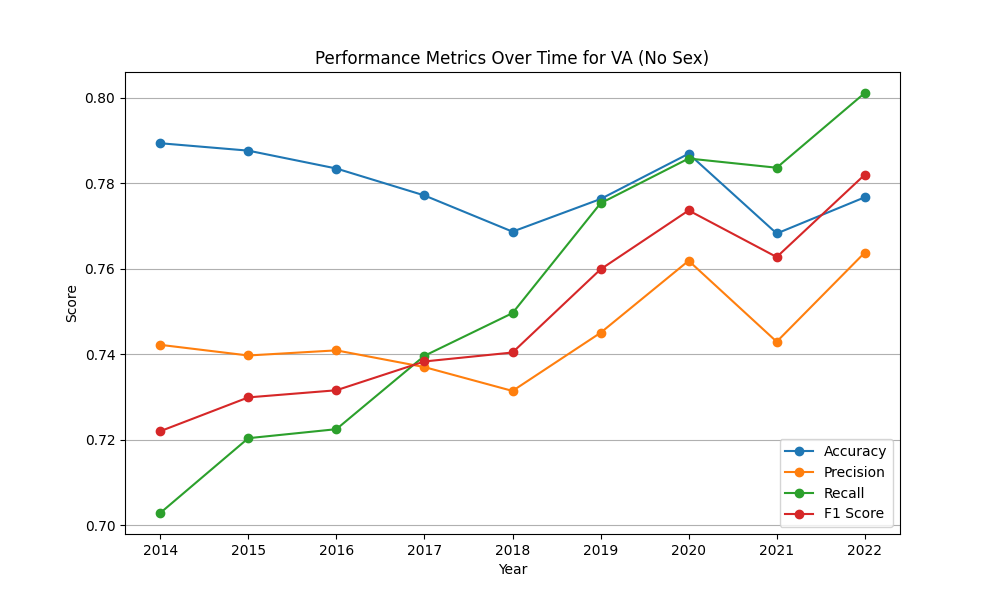 Performance Metrics Over Time for VA (No Sex)
0.80
0.78
0.76
0.74
0.72
0.70
Score
Accuracy
Precision
Recall
F1 Score
2014 2015 2016 2017 2018 2019 2020 2021 2022
Year